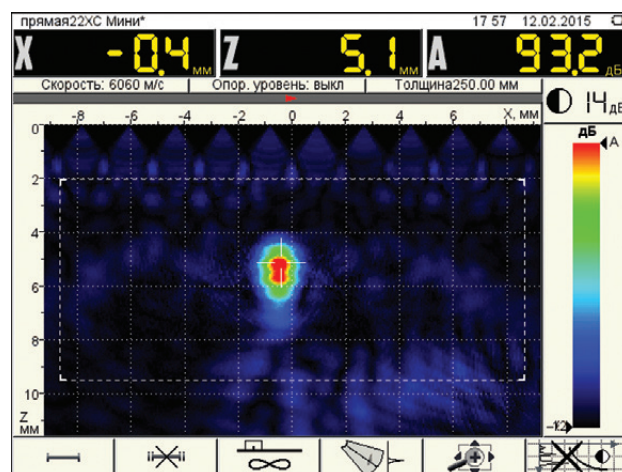 прямая22ХС Мини* 17 57 12.02.2015
X -0.4 мм Z 5.1 мм A 93.2 дБ
Скорость: 6060 м/с Опор. уровень: выкл Толщина250.00 мм
14 дБ
-8 -6 -4 -2 0 2 4 6 X, мм
дБ
A
0
2
4
6
8
10
Z
мм
-12